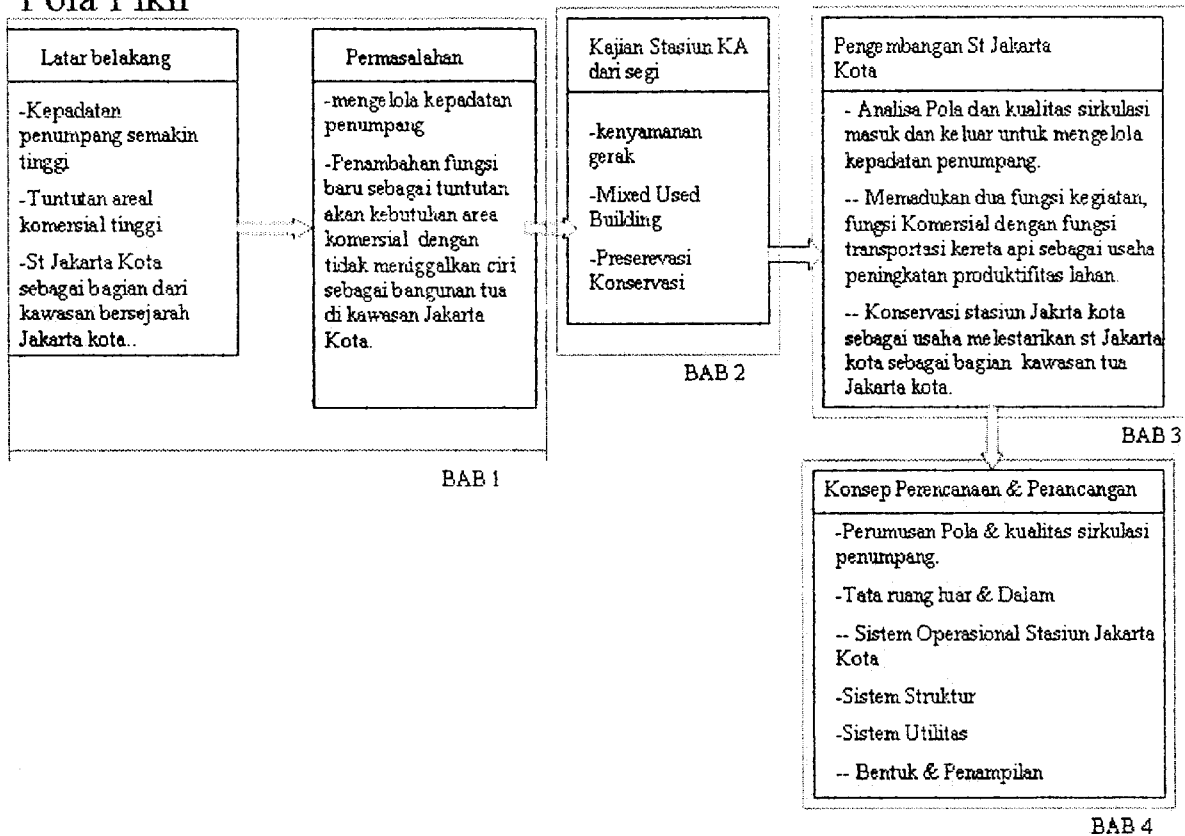 Pola Pikir
Latar belakang
-Kepadatan
penumpang semakin
tinggi
-Tuntutan areal
komersial tinggi
-St Jakarta Kota
sebagai bagian dari
kawasan bersejarah
Jakarta kota..
Permasalahan
-mengelola kepadatan
penumpang
-Penambahan fungsi
baru sebagai tuntutan
akan kebutuhan area
komersial dengan
tidak meniggalkan ciri
sebagai bangunan tua
di kawasan Jakarta
Kota.
BAB 1
Kajian Stasiun KA
dari segi
-kenyamanan
gerak
-Mixed Used
Building
-Preserevasi
Konservasi
BAB 2
Pengembangan St Jakarta
Kota
- Analisa Pola dan kualitas sirkulasi
masuk dan keluar untuk mengelola
kepadatan penumpang.
-- Memadukan dua fungsi kegiatan,
fungsi Komersial dengan fungsi
transportasi kereta api sebagai usaha
peningkatan produktifitas lahan.
-- Konservasi stasiun Jakrta kota
sebagai usaha melestarikan st Jakarta
kota sebagai bagian kawasan tua
Jakarta kota.
BAB 3
Konsep Perencanaan & Perancangan
-Perumusan Pola & kualitas sirkulasi
penumpang.
-Tata ruang luar & Dalam
-- Sistem Operasional Stasiun Jakarta
Kota
-Sistem Struktur
-Sistem Utilitas
-- Bentuk & Penampilan
BAB 4